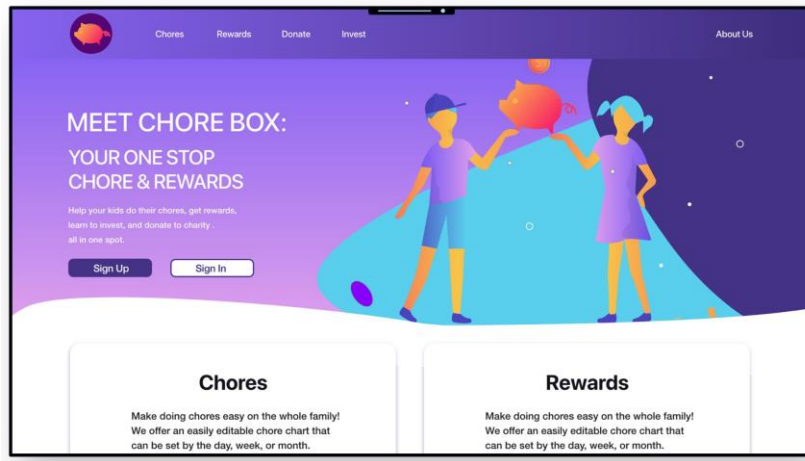 Chores Rewards Donate Invest About Us
MEET CHORE BOX:
YOUR ONE STOP
CHORE & REWARDS
Help your kids do their chores, get rewards,
learn to invest, and donate to charity .
all in one spot.
Sign Up Sign In
Chores
Make doing chores easy on the whole family!
We offer an easily editable chore chart that
can be set by the day, week, or month.
Rewards
Make doing chores easy on the whole family!
We offer an easily editable chore chart that
can be set by the day, week, or month.